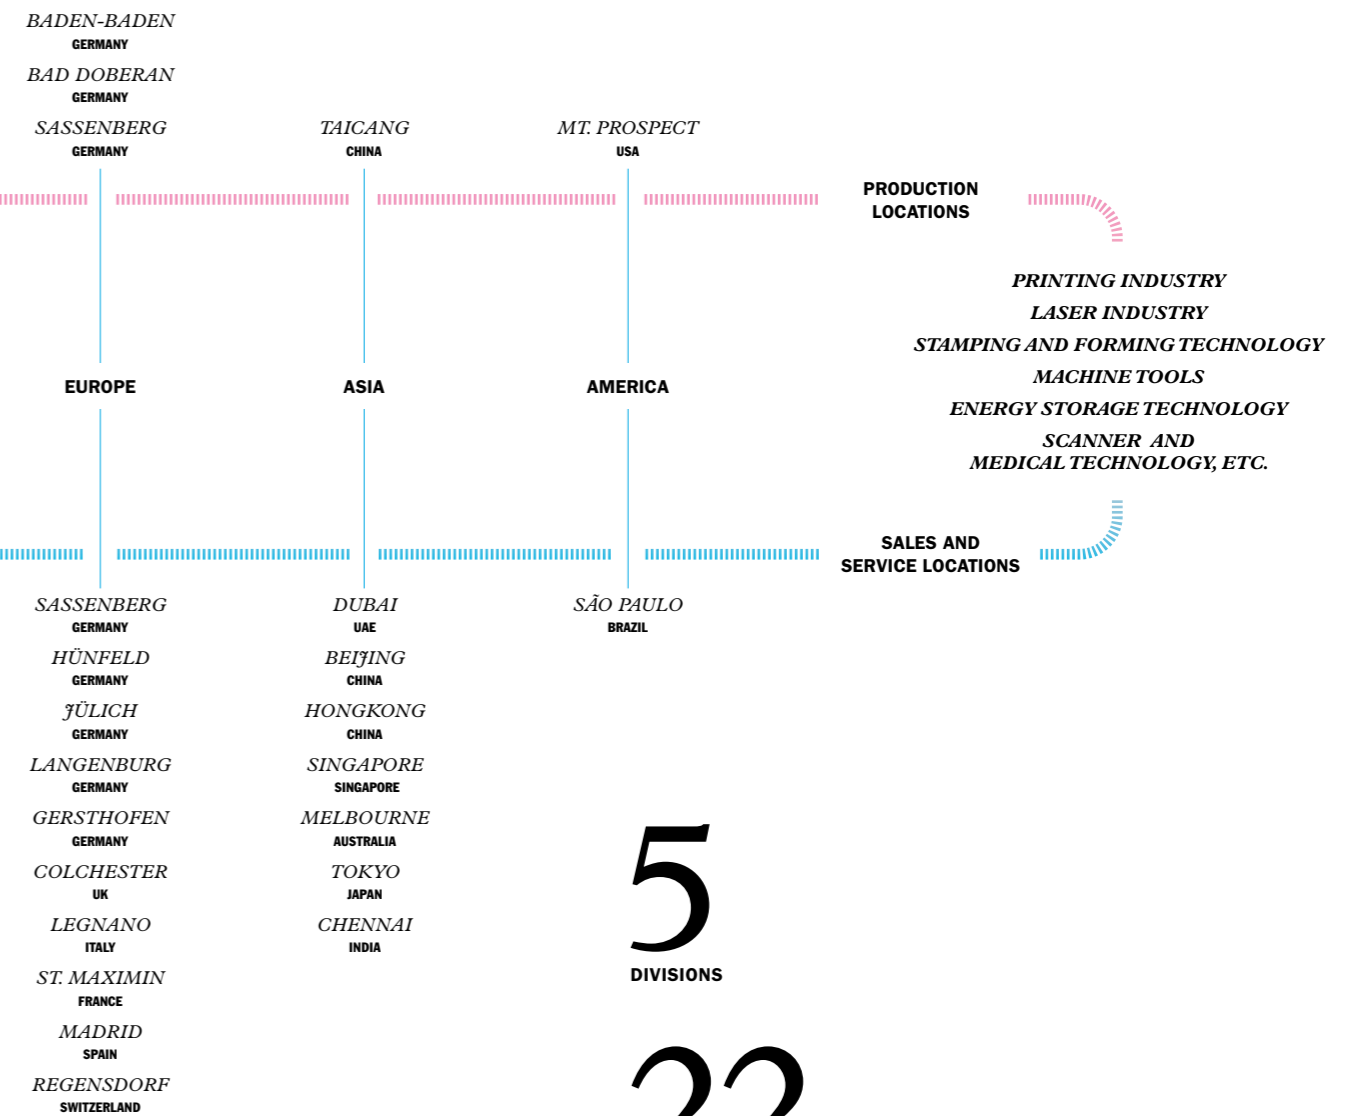 BADEN-BADEN
GERMANY
BAD DOBERAN
GERMANY
SASSENBERG
GERMANY
TAICANG
CHINA
MT. PROSPECT
USA
PRODUCTION
LOCATIONS
PRINTING INDUSTRY
LASER INDUSTRY
STAMPING AND FORMING TECHNOLOGY
MACHINE TOOLS
ENERGY STORAGE TECHNOLOGY
SCANNER AND
MEDICAL TECHNOLOGY, ETC.
EUROPE
ASIA
AMERICA
SALES AND
SERVICE LOCATIONS
SASSENBERG
GERMANY
HÜNFELD
GERMANY
JÜLICH
GERMANY
LANGENBURG
GERMANY
GERSTHOFEN
GERMANY
COLCHESTER
UK
LEGNANO
ITALY
ST. MAXIMIN
FRANCE
MADRID
SPAIN
REGENSDORF
SWITZERLAND
DUBAI
UAE
BEIJING
CHINA
HONGKONG
CHINA
SINGAPORE
SINGAPORE
MELBOURNE
AUSTRALIA
TOKYO
JAPAN
CHENNAI
INDIA
SÃO PAULO
BRAZIL
5
DIVISIONS